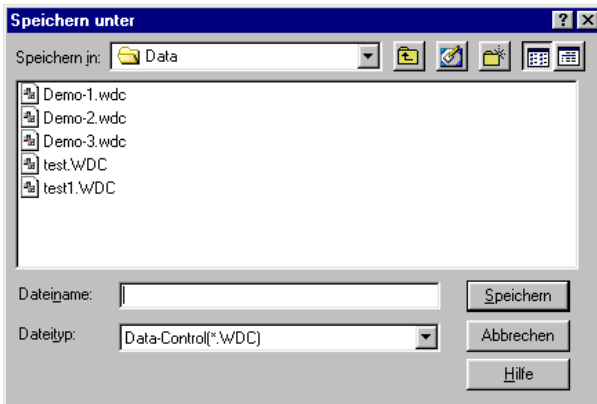 Speichern unter
Speichern in: Data
Demo-1.wdc
Demo-2.wdc
Demo-3.wdc
test.WDC
test1.WDC
Dateiname: Speichern
Dateityp: Data-Control(*.WDC) Abbrechen
Hilfe